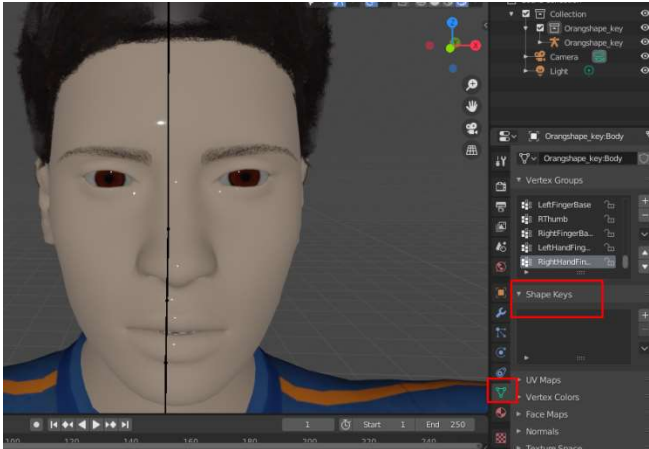 Collection
Orangshape_key
Orangshape_key
Camera
Light
Orangshape_key:Body
Orangshape_key:Body
Vertex Groups
LeftFingerBase
RThumb
RightFingerBa...
LeftHandFing...
RightHandFin...
Shape Keys
UV Maps
Vertex Colors
Face Maps
Normals
Texture Space
Z
X
1
Start 1
End 250
100 120 140 160 180 200 220 240